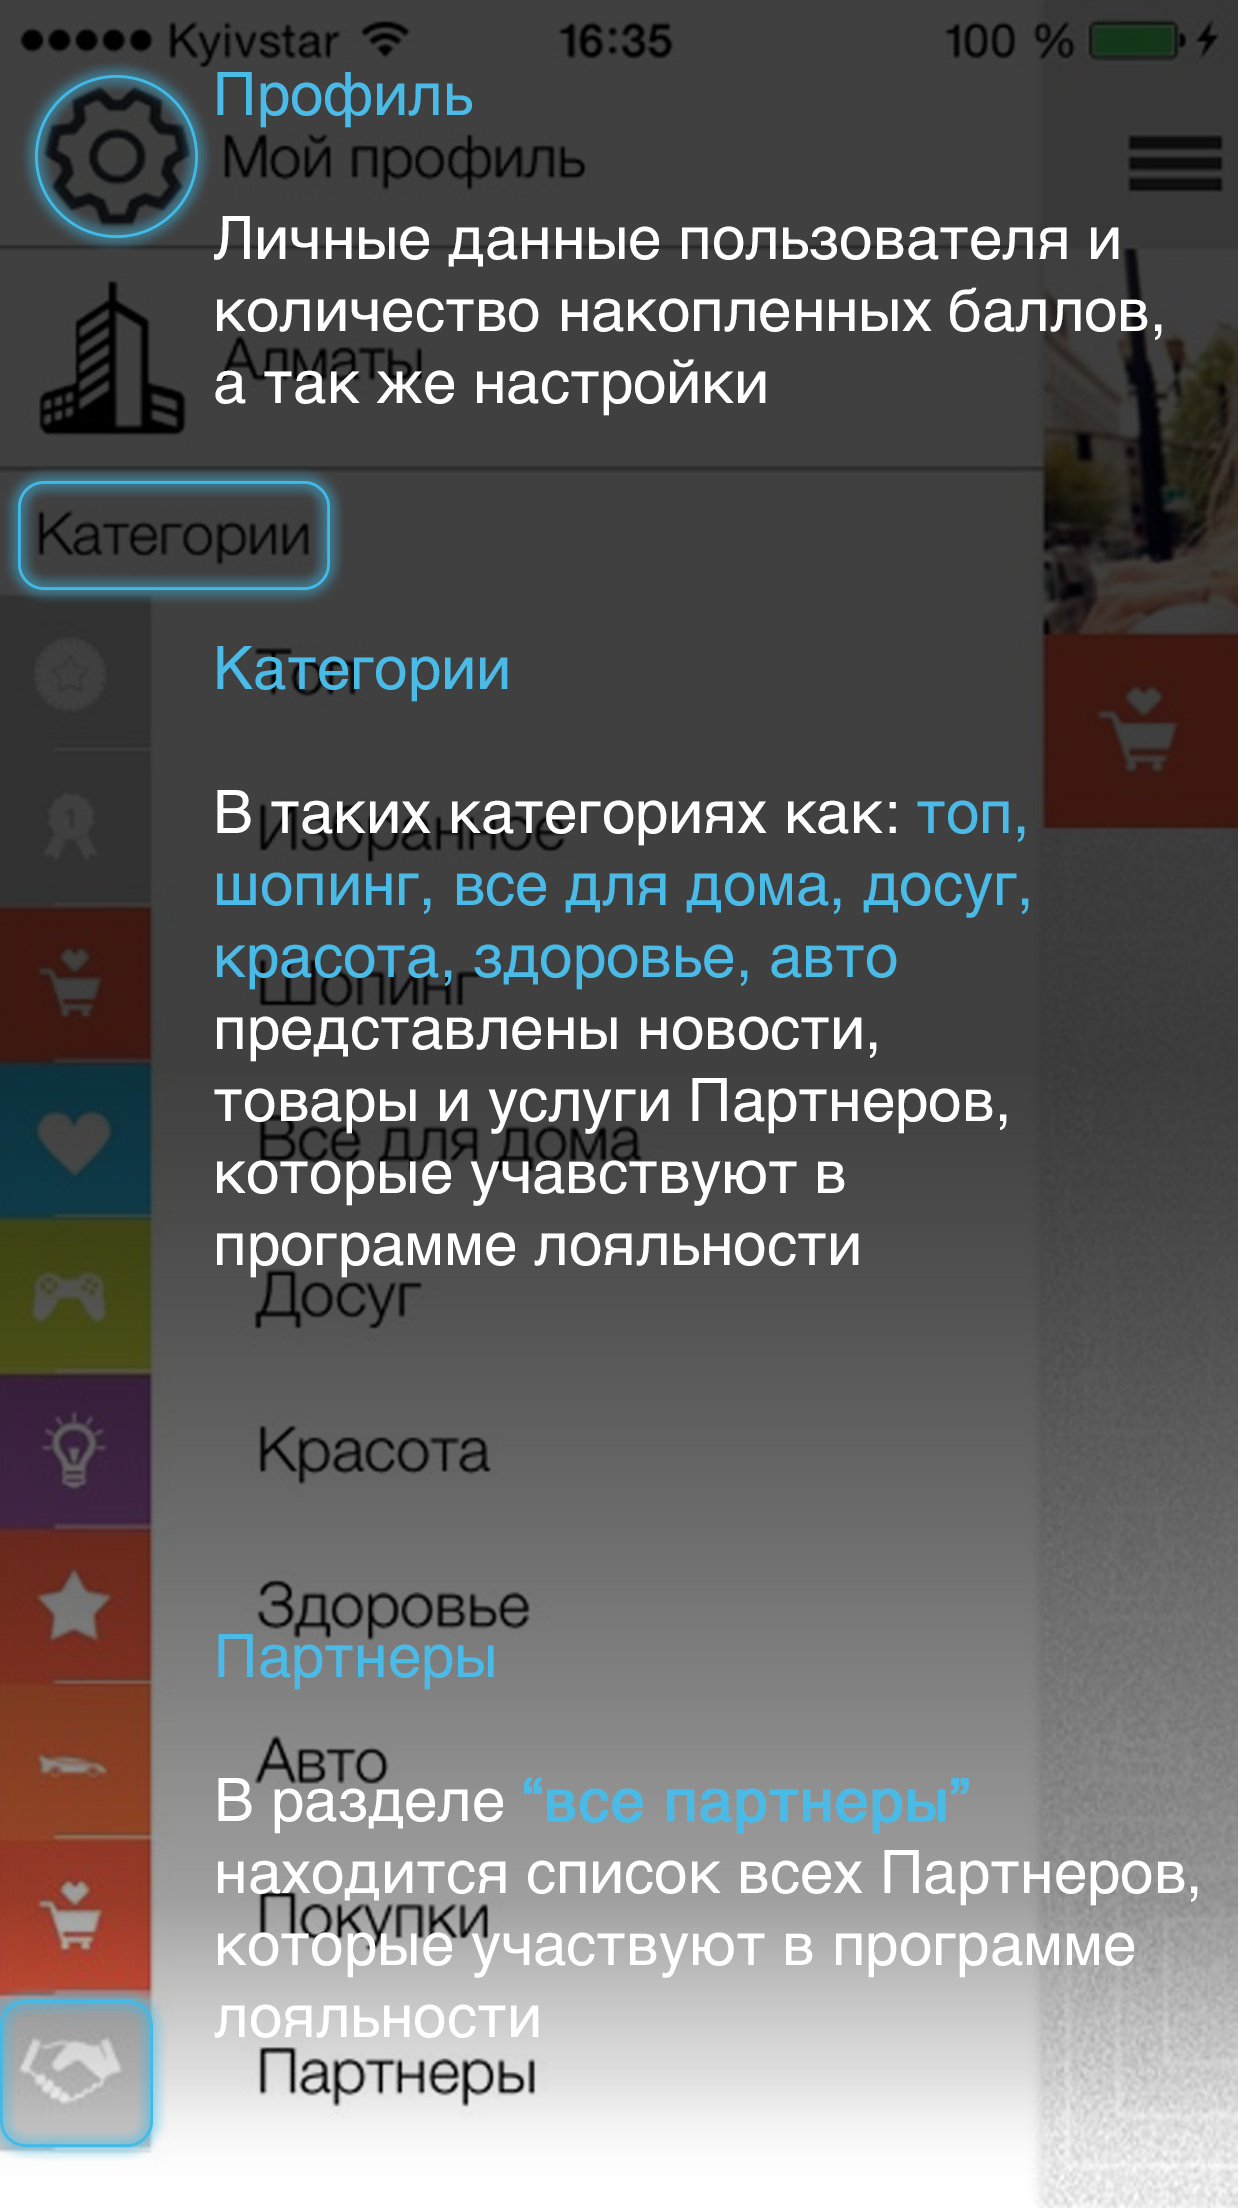 Kyivstar 16:35 100 %
Профиль
Мой профиль
Личные данные пользователя и
количество накопленных баллов,
Алматы
а так же настройки
Категории
Категории
Топ
В таких категориях как: топ,
Избранное
шопинг, все для дома, досуг,
красота, здоровье, авто
Шопинг
представлены новости,
товары и услуги Партнеров,
Все для дома
которые учавствуют в
программе лояльности
Досуг
Красота
Здоровье
Партнеры
Авто
В разделе “все партнеры”
находится список всех Партнеров,
Покупки
которые участвуют в программе
лояльности
Партнеры